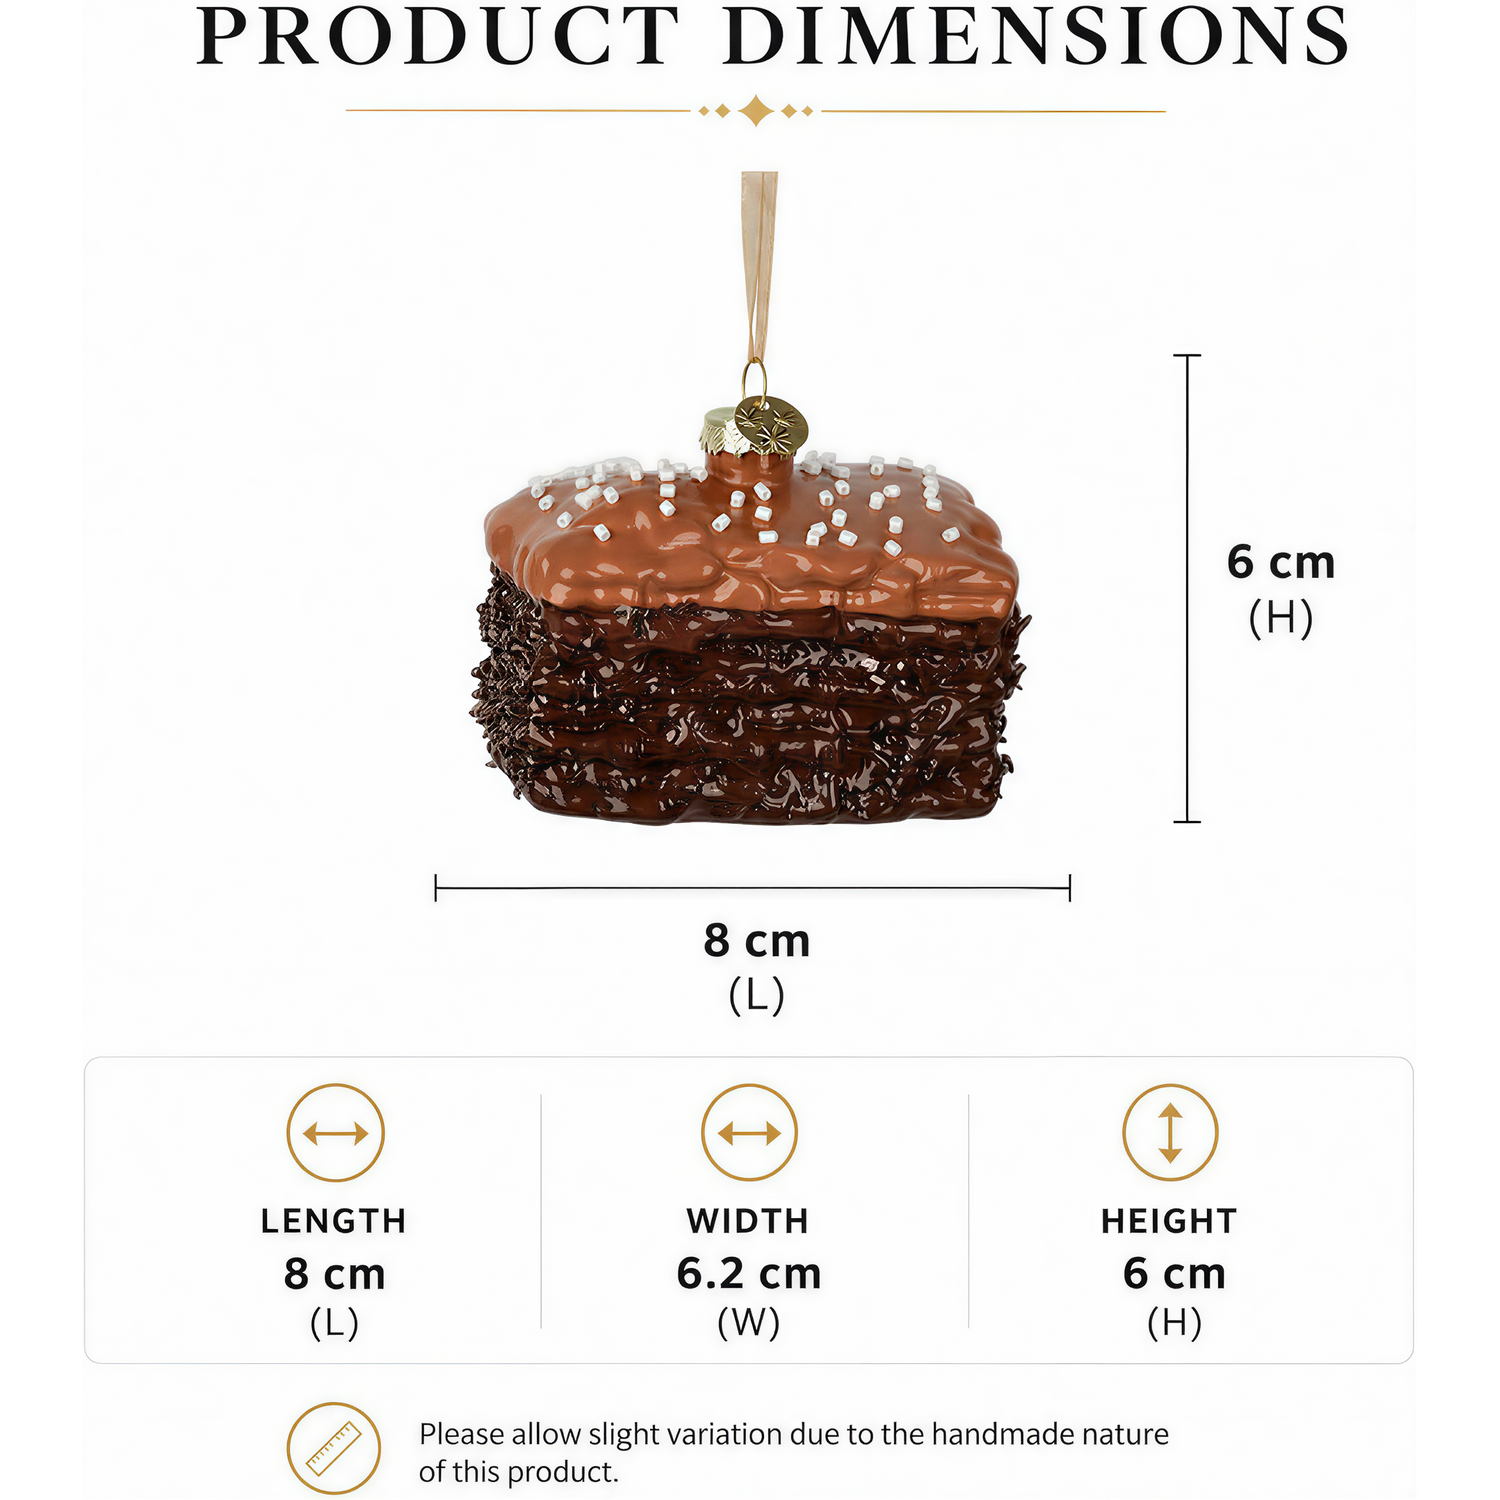 PRODUCT DIMENSIONS
6 cm
(H)
8 cm
(L)
LENGTH
8 cm
(L)
WIDTH
6.2 cm
(W)
HEIGHT
6 cm
(H)
Please allow slight variation due to the handmade nature
of this product.